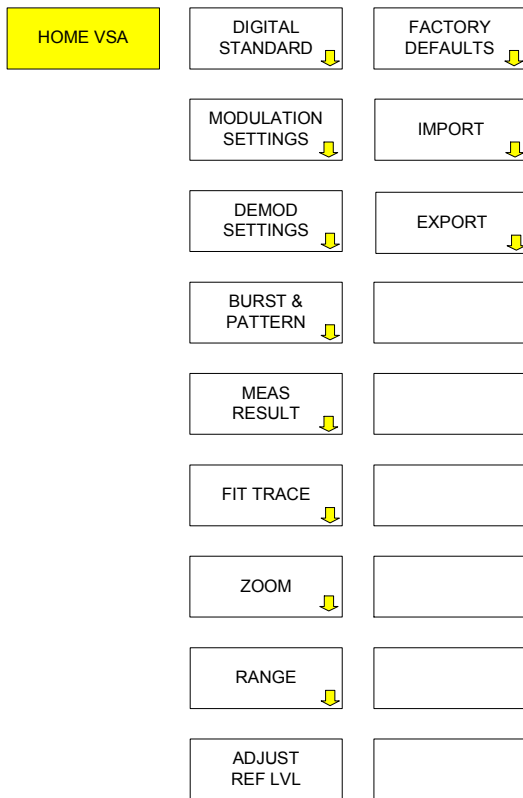 HOME VSA
DIGITAL
STANDARD
FACTORY
DEFAULTS
MODULATION
SETTINGS
IMPORT
DEMOD
SETTINGS
EXPORT
BURST &
PATTERN
MEAS
RESULT
FIT TRACE
ZOOM
RANGE
ADJUST
REF LVL